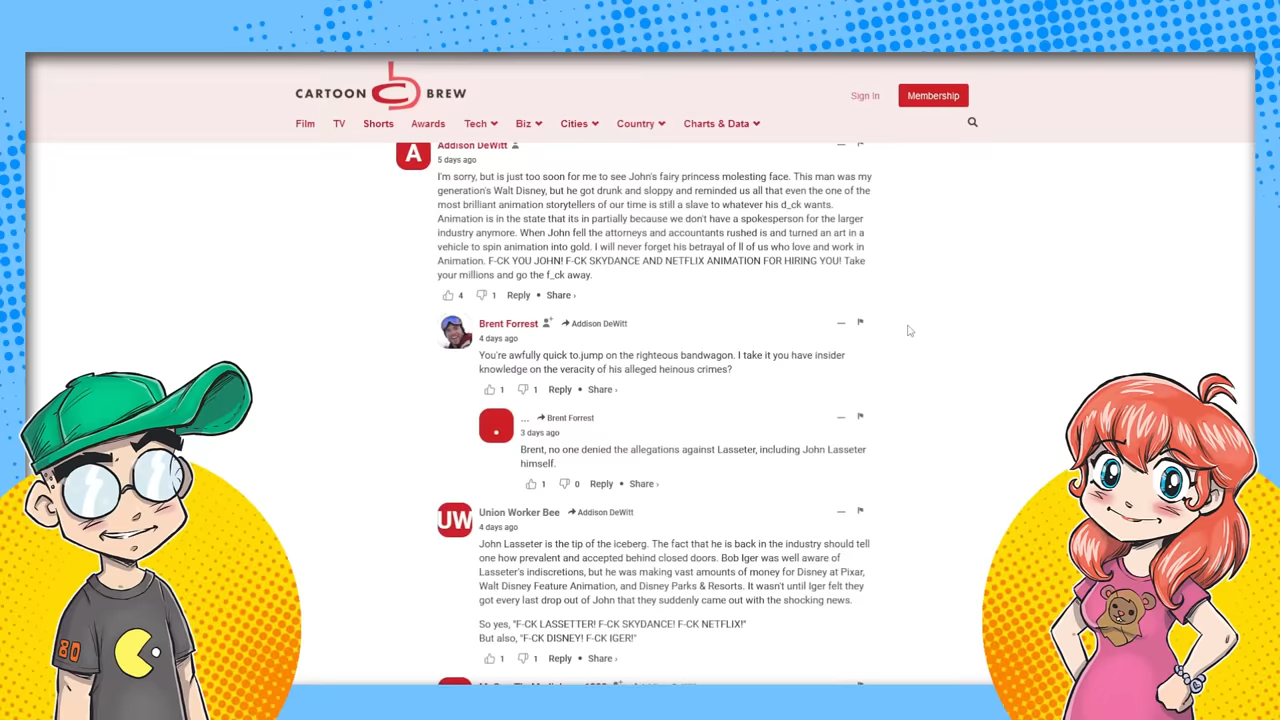 CARTOON BREW
Sign In
Membership
Film TV Shorts Awards Tech Biz Cities Country Charts & Data
A
Addison DeWitt
5 days ago
I'm sorry, but is just too soon for me to see John's fairy princess molesting face. This man was my
generation's Walt Disney, but he got drunk and sloppy and reminded us all that even the one of the
most brilliant animation storytellers of our time is still a slave to whatever his d_ck wants.
Animation is in the state that its in partially because we don't have a spokesperson for the larger
industry anymore. When John fell the attorneys and accountants rushed is and turned an art in a
vehicle to spin animation into gold. I will never forget his betrayal of ll of us who love and work in
Animation. F-CK YOU JOHN! F-CK SKYDANCE AND NETFLIX ANIMATION FOR HIRING YOU! Take
your millions and go the f_ck away.
4 1 Reply • Share ›
Brent Forrest Addison DeWitt
4 days ago
You're awfully quick to.jump on the righteous bandwagon. I take it you have insider
knowledge on the veracity of his alleged heinous crimes?
1 1 Reply • Share ›
... Brent Forrest
3 days ago
Brent, no one denied the allegations against Lasseter, including John Lasseter
himself.
1 0 Reply • Share ›
UW
Union Worker Bee Addison DeWitt
4 days ago
John Lasseter is the tip of the iceberg. The fact that he is back in the industry should tell
one how prevalent and accepted behind closed doors. Bob Iger was well aware of
Lasseter's indiscretions, but he was making vast amounts of money for Disney at Pixar,
Walt Disney Feature Animation, and Disney Parks & Resorts. It wasn't until Iger felt they
got every last drop out of John that they suddenly came out with the shocking news.
So yes, "F-CK LASSETTER! F-CK SKYDANCE! F-CK NETFLIX!"
But also, "F-CK DISNEY! F-CK IGER!"
1 1 Reply • Share ›
80